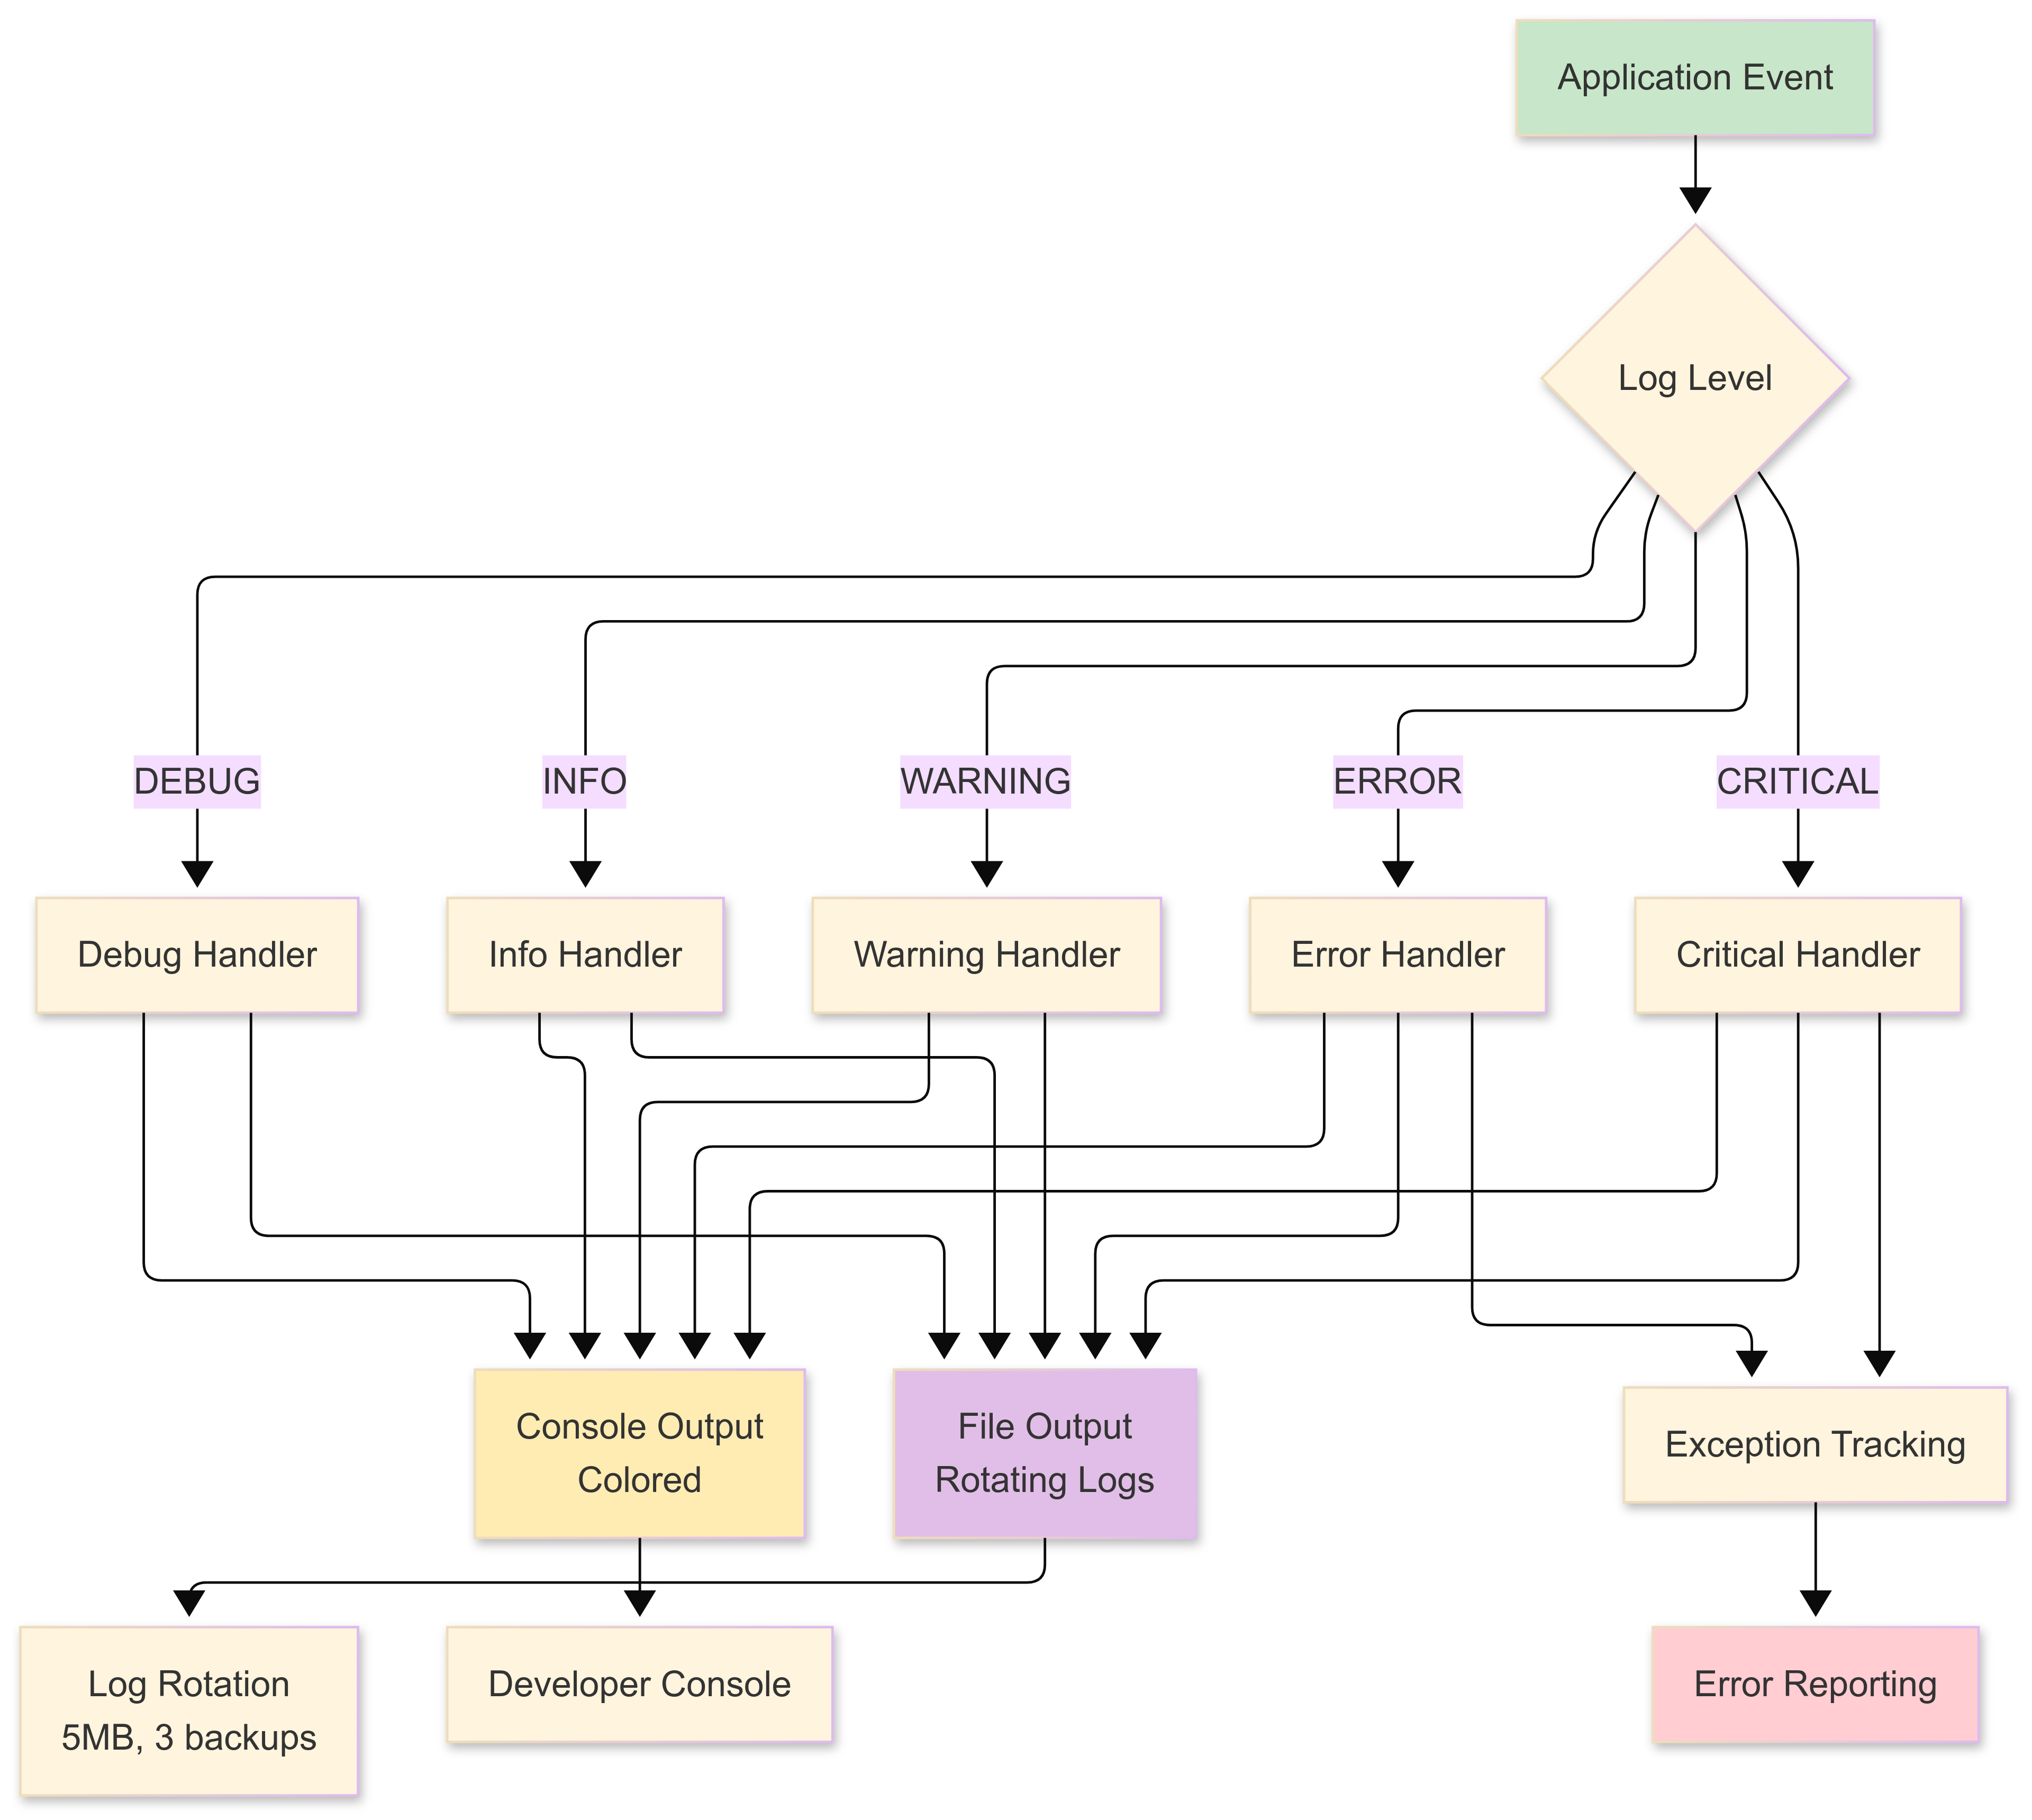 Application Event
Log Level
DEBUG
INFO
WARNING
ERROR
CRITICAL
Debug Handler
Info Handler
Warning Handler
Error Handler
Critical Handler
Console Output
Colored
File Output
Rotating Logs
Exception Tracking
Log Rotation
5MB, 3 backups
Developer Console
Error Reporting